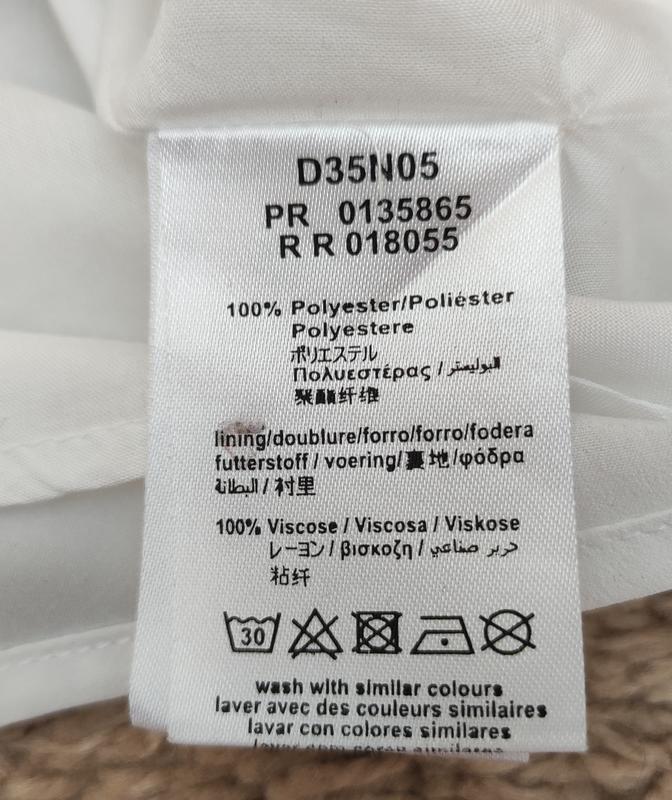 D35N05
PR 0135865
R R 018055
100% Polyester/Poliéster
Polyestere
ポリエステル
Πολυεστέρας / البوليستر
聚酯纤维
lining/doublure/forro/forro/fodera
futterstoff / voering/裏地/φόδρα
البطانة / 衬里
100% Viscose / Viscosa / Viskose
レーヨン / βισκοζη / حرير صناعي
粘纤
30
wash with similar colours
laver avec des couleurs similaires
lavar con colores similares